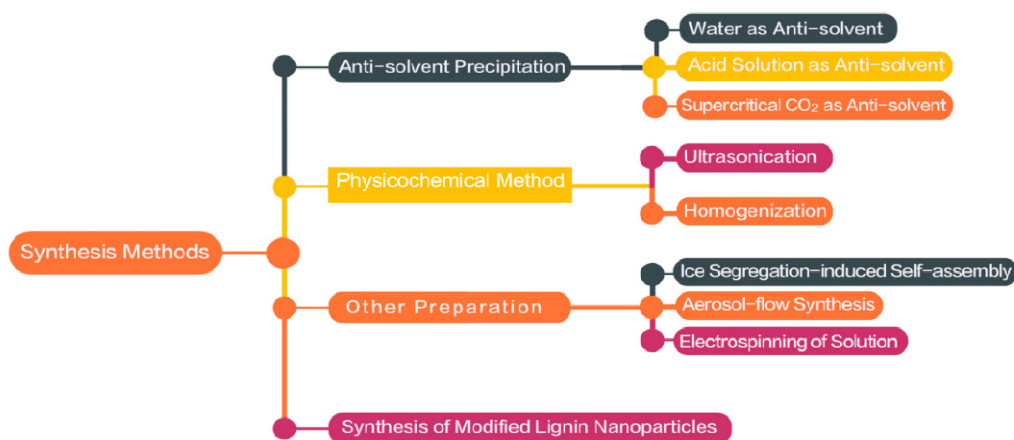 Water as Anti-solvent
Anti-solvent Precipitation
Acid Solution as Anti-solvent
Supercritical CO₂ as Anti-solvent
Ultrasonication
Physicochemical Method
Homogenization
Synthesis Methods
Ice Segregation-induced Self-assembly
Other Preparation
Aerosol-flow Synthesis
Electrospinning of Solution
Synthesis of Modified Lignin Nanoparticles